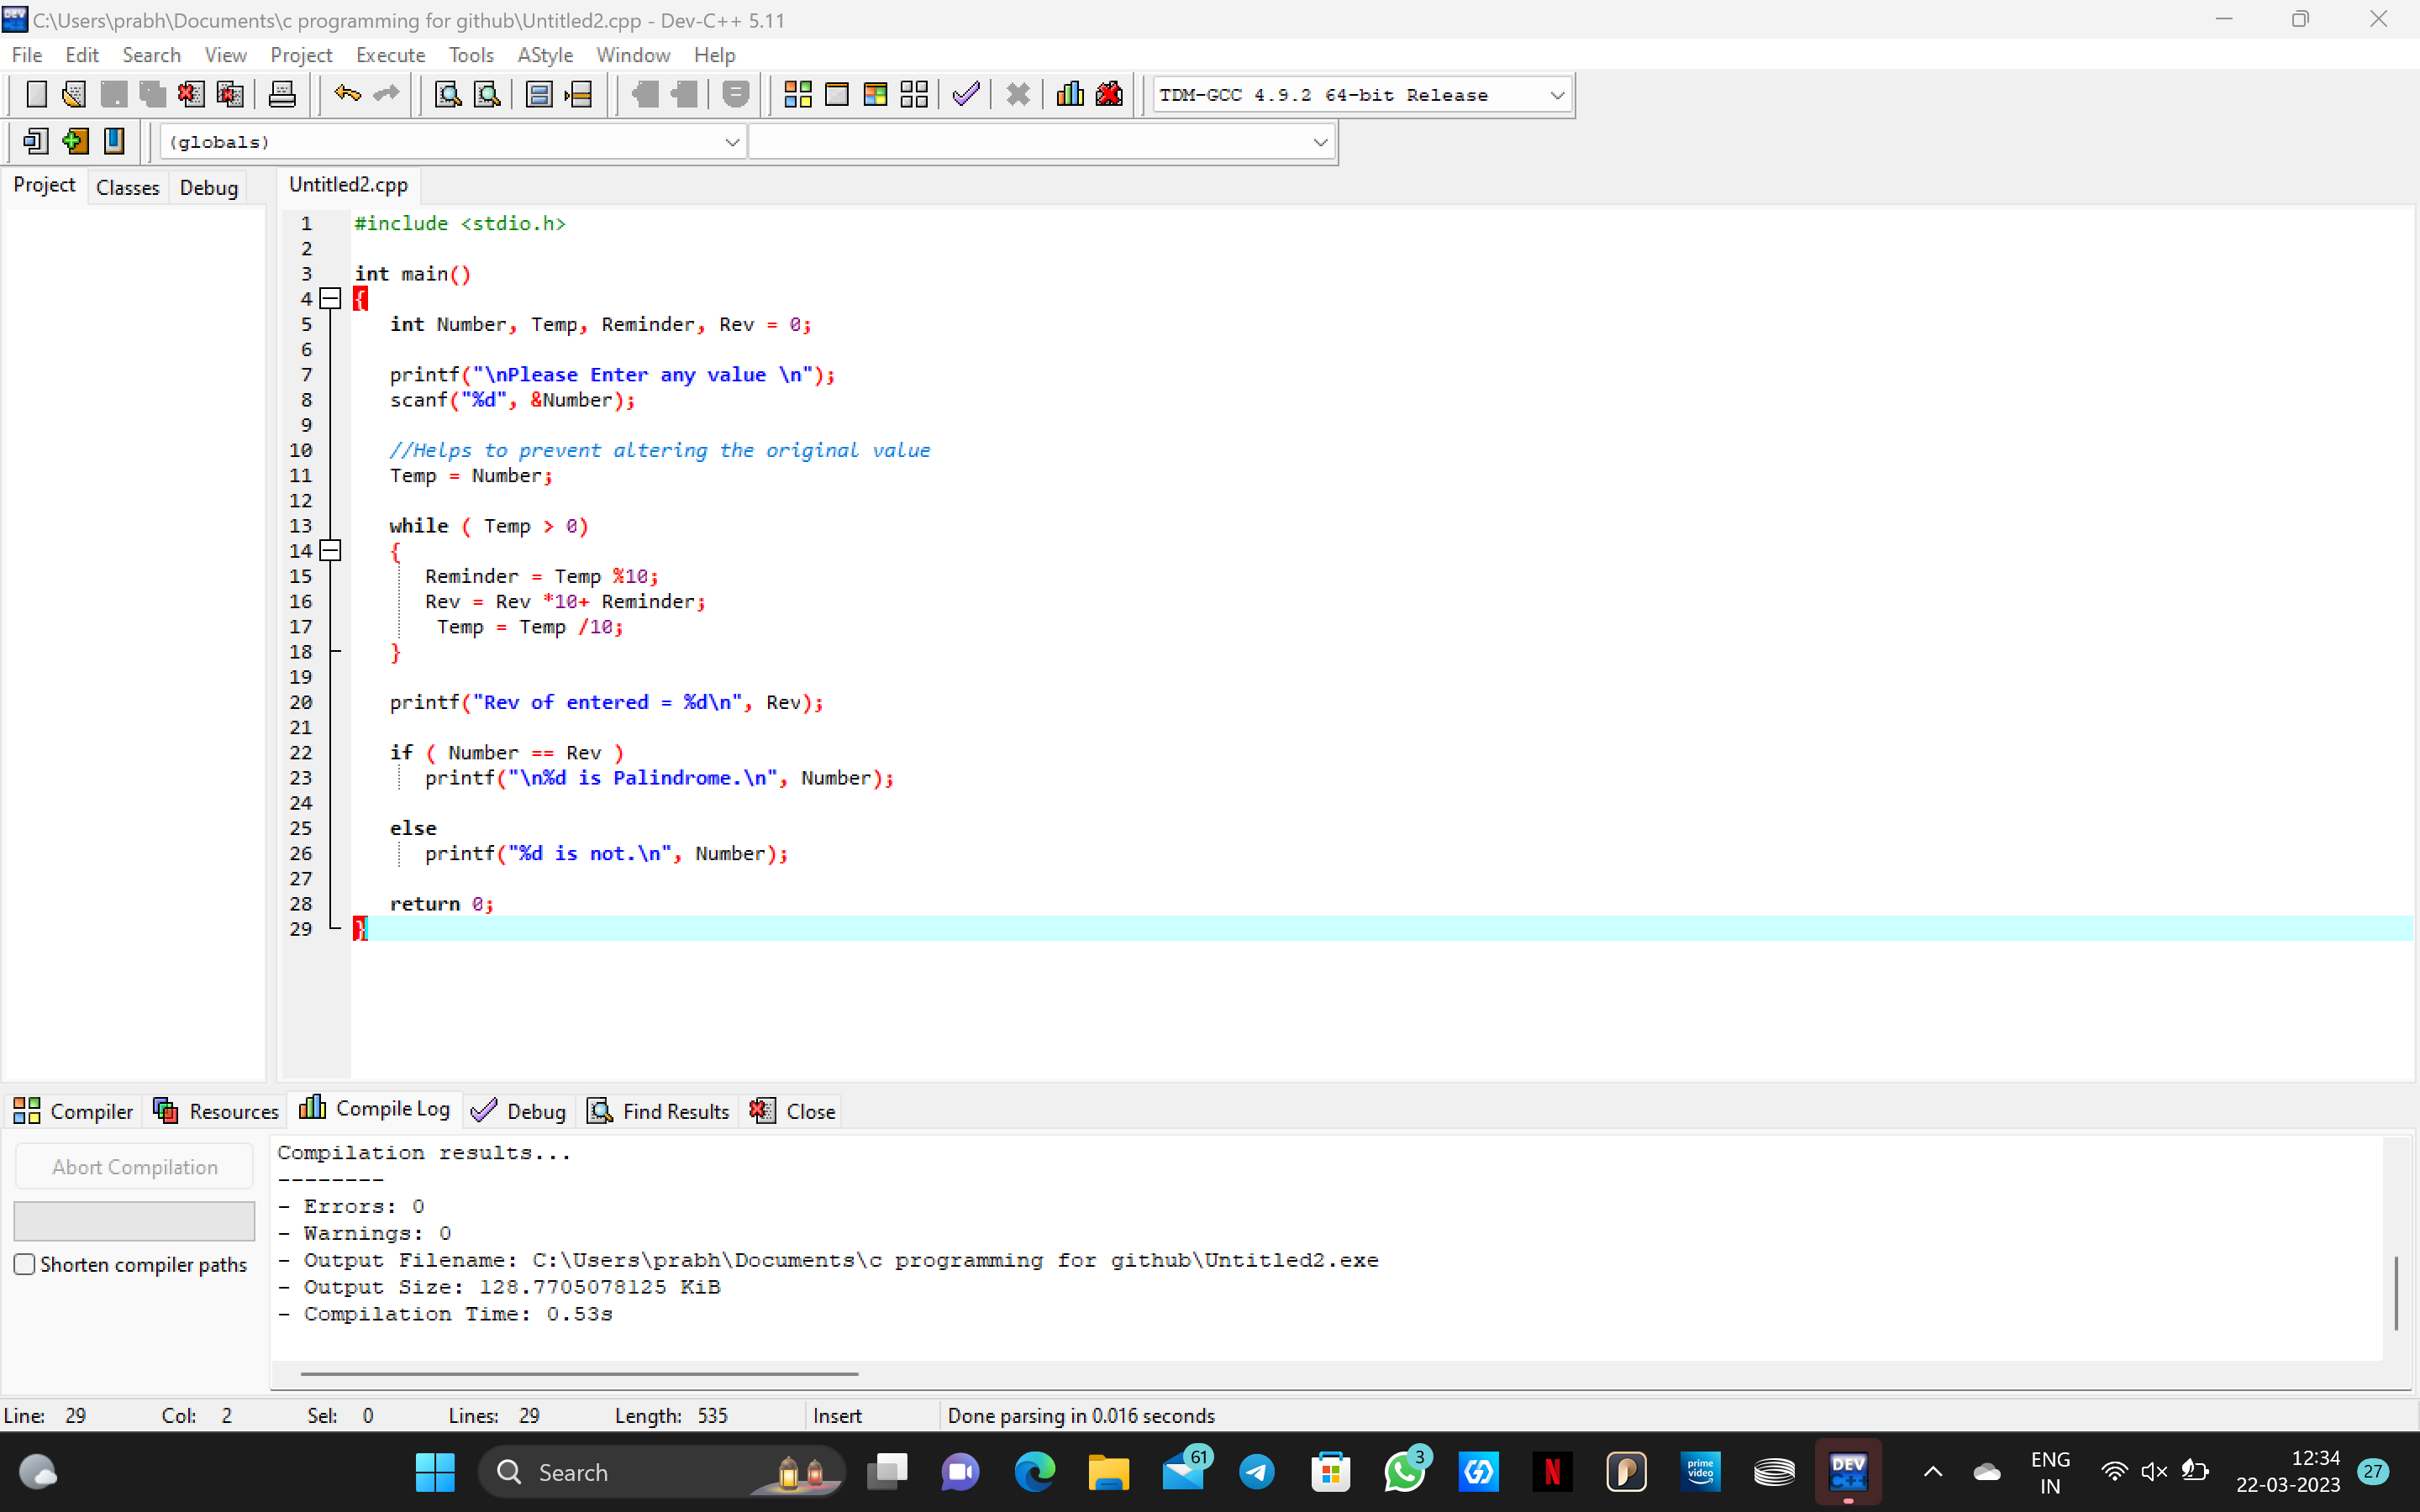 C:\Users\prabh\Documents\c programming for github\Untitled2.cpp - Dev-C++ 5.11
File Edit Search View Project Execute Tools AStyle Window Help
TDM-GCC 4.9.2 64-bit Release
(globals)
Project Classes Debug Untitled2.cpp
1 #include <stdio.h>
2
3 int main()
4 {
5 int Number, Temp, Reminder, Rev = 0;
6
7 printf("\nPlease Enter any value \n");
8 scanf("%d", &Number);
9
10 //Helps to prevent altering the original value
11 Temp = Number;
12
13 while ( Temp > 0)
14 {
15 Reminder = Temp %10;
16 Rev = Rev *10+ Reminder;
17 Temp = Temp /10;
18 }
19
20 printf("Rev of entered = %d\n", Rev);
21
22 if ( Number == Rev )
23 printf("\n%d is Palindrome.\n", Number);
24
25 else
26 printf("%d is not.\n", Number);
27
28 return 0;
29 }
Compiler Resources Compile Log Debug Find Results Close
Abort Compilation
Shorten compiler paths
Compilation results...
--------
- Errors: 0
- Warnings: 0
- Output Filename: C:\Users\prabh\Documents\c programming for github\Untitled2.exe
- Output Size: 128.7705078125 KiB
- Compilation Time: 0.53s
Line: 29 Col: 2 Sel: 0 Lines: 29 Length: 535 Insert Done parsing in 0.016 seconds
Search
61
3
N
P
prime video
DEV C++
ENG
IN
12:34
22-03-2023
27